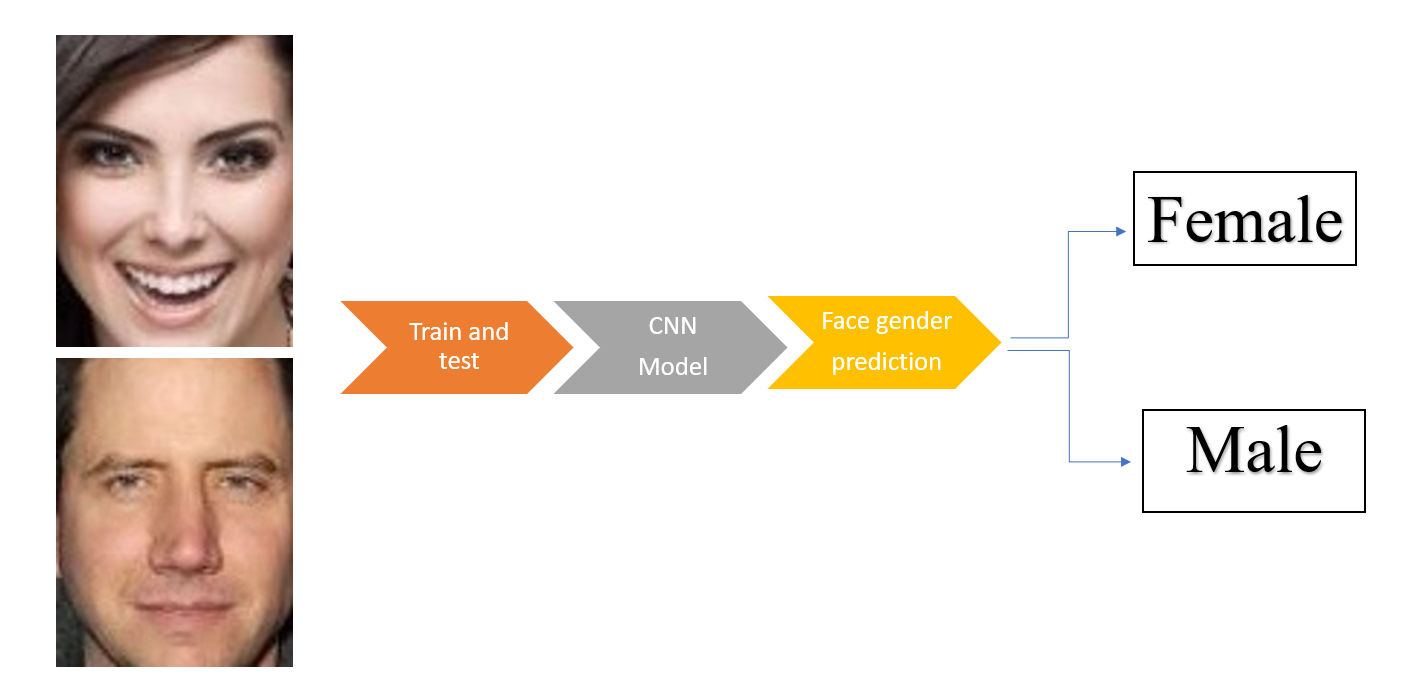 Train and
test
CNN
Model
Face gender
prediction
Female
Male